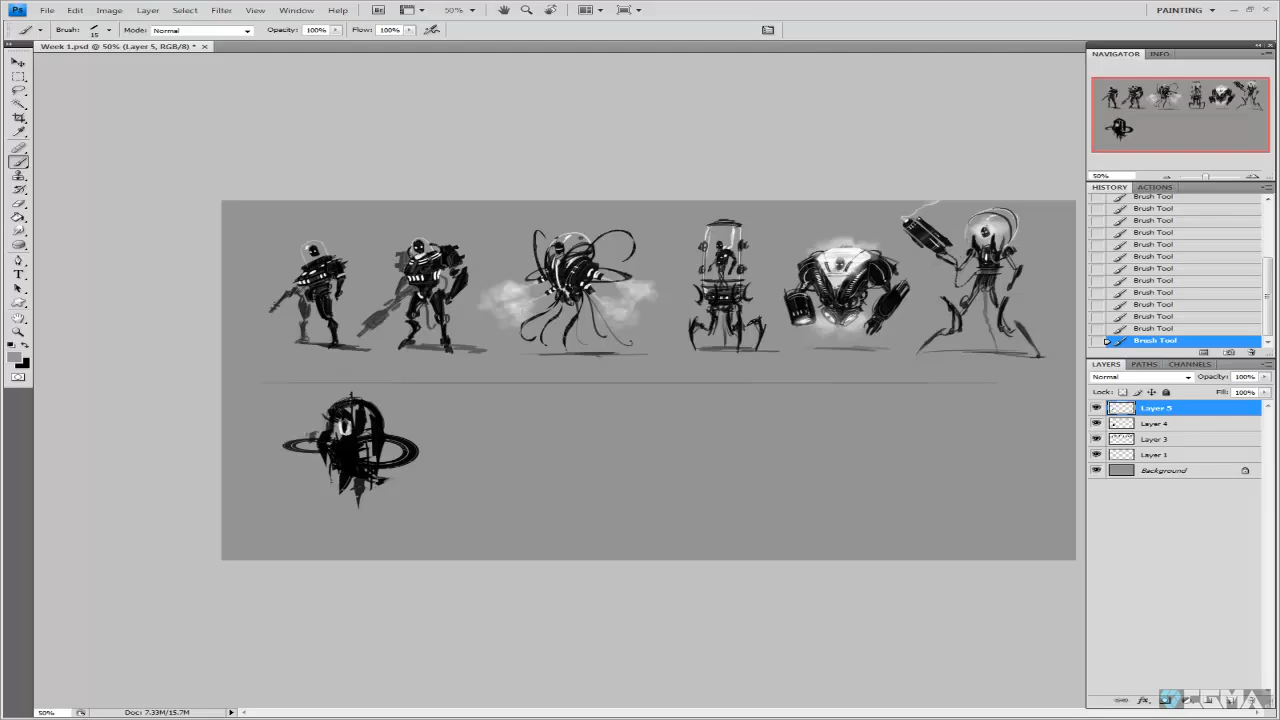 Ps File Edit Image Layer Select Filter View Window Help Br 50% PAINTING
Brush: 15 Mode: Normal Opacity: 100% Flow: 100%
Week 1.psd @ 50% (Layer 5, RGB/8) *
NAVIGATOR INFO
50%
HISTORY ACTIONS
Brush Tool
Brush Tool
Brush Tool
Brush Tool
Brush Tool
Brush Tool
Brush Tool
Brush Tool
Brush Tool
Brush Tool
Brush Tool
Brush Tool
Brush Tool
LAYERS PATHS CHANNELS
Normal Opacity: 100%
Lock: Fill: 100%
Layer 5
Layer 4
Layer 3
Layer 1
Background
50% Doc: 7.33M/15.7M